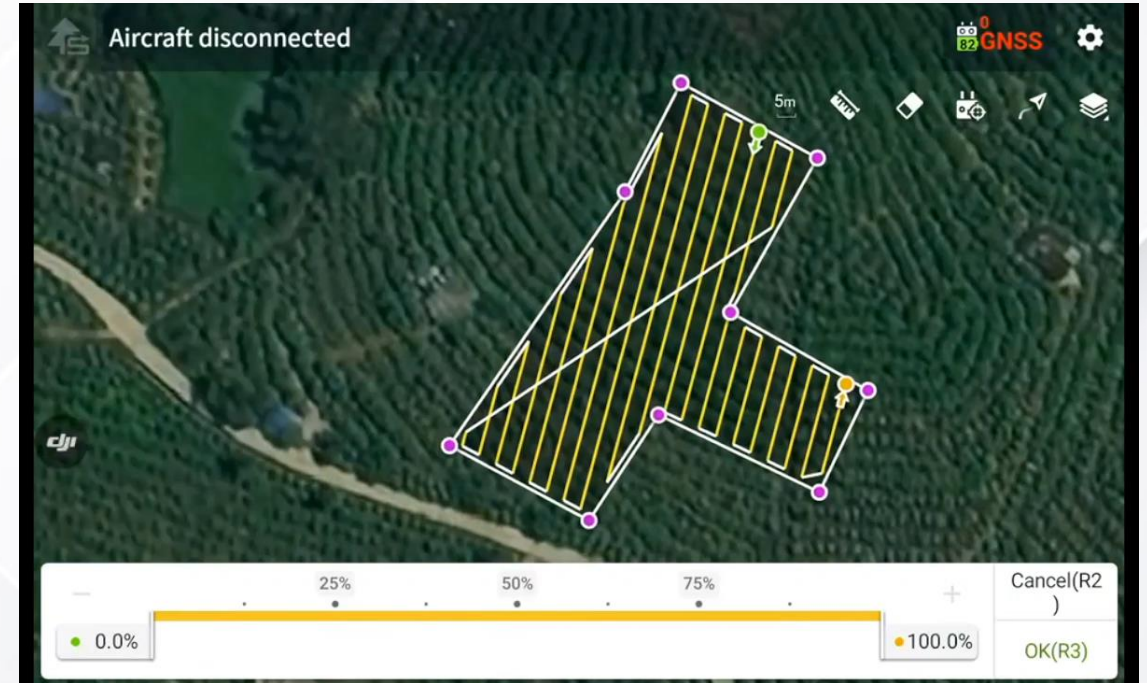 Aircraft disconnected
0
82
GNSS
5m
dji
25%
50%
75%
Cancel(R2
)
0.0%
100.0%
OK(R3)